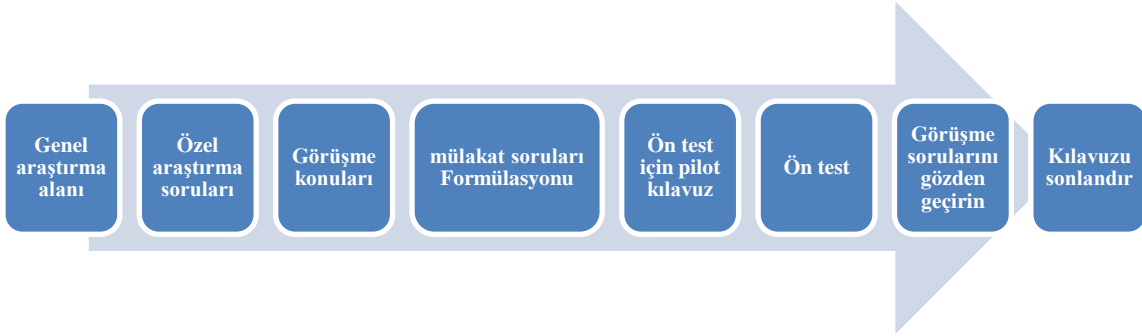 Genel
araştırma
alanı
Özel
araştırma
soruları
Görüşme
konuları
mülakat soruları
Formülasyonu
Ön test
için pilot
kılavuz
Ön test
Görüşme
sorularını
gözden
geçirin
Kılavuzu
sonlandır